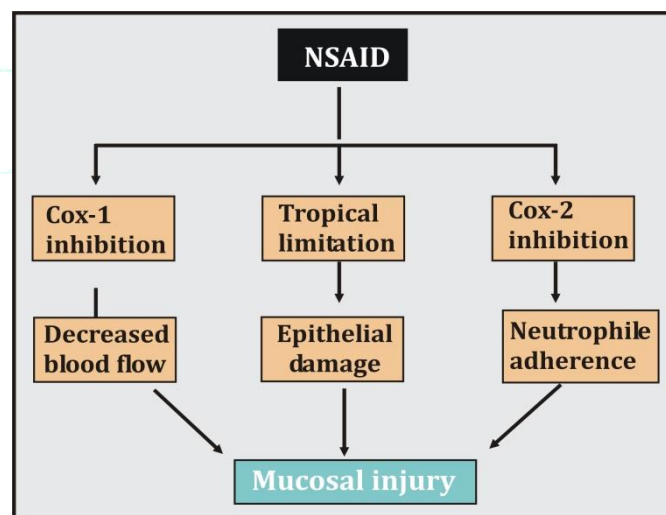 NSAID
Cox-1
inhibition
Tropical
limitation
Cox-2
inhibition
Decreased
blood flow
Epithelial
damage
Neutrophile
adherence
Mucosal injury